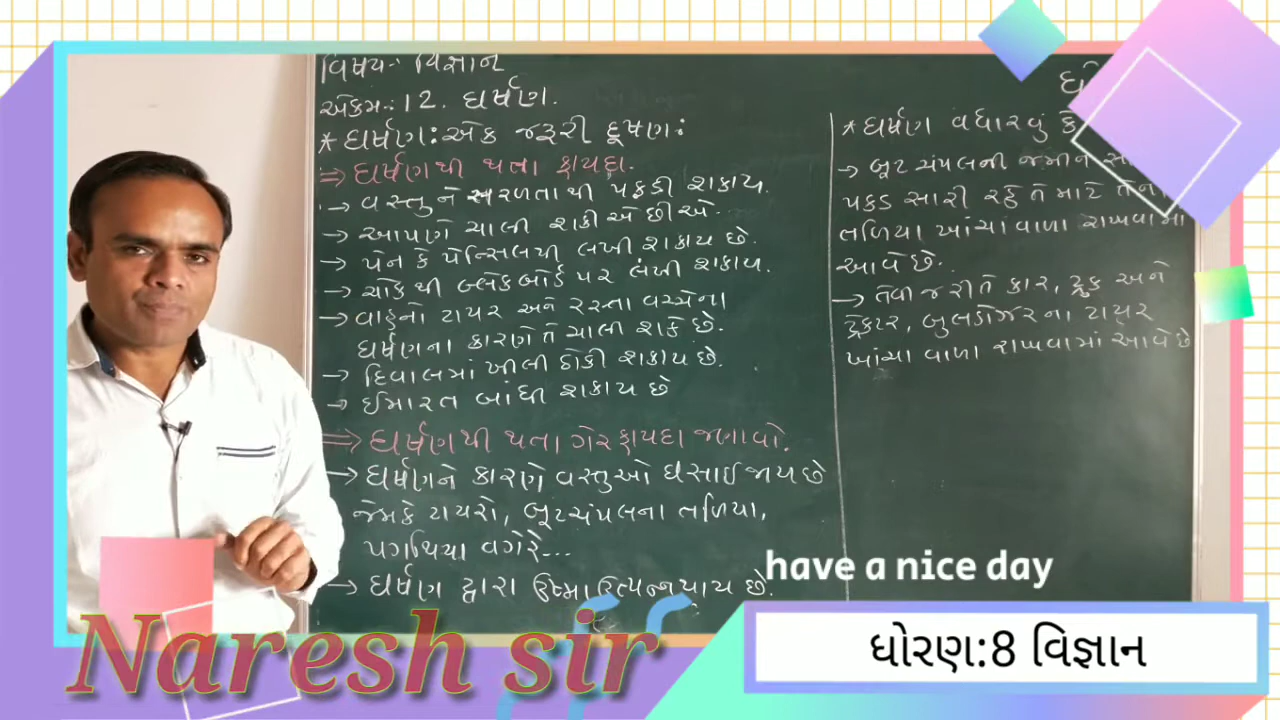 વિષય:- વિજ્ઞાન
એકમ:-12. ઘર્ષણ.
* ઘર્ષણ: એક જરૂરી દૂષણ:
⇒ ઘર્ષણથી થતા ફાયદા.
→ વસ્તુને સરળતાથી પકડી શકાય.
→ આપણે ચાલી શકીએ છીએ.
→ પેન કે પેન્સિલથી લખી શકાય છે.
→ ચોકથી બ્લેકબોર્ડ પર લખી શકાય.
→ વાહનો ટાયર અને રસ્તા વચ્ચેના
ઘર્ષણના કારણે તે ચાલી શકે છે.
→ દિવાલમાં ખીલી ઠોકી શકાય છે.
→ ઈમારત બાંધી શકાય છે
⇒ ઘર્ષણથી થતા ગેરફાયદા જણાવો.
→ ઘર્ષણને કારણે વસ્તુઓ ઘસાઈ જાય છે
જેમકે ટાયરો, બૂટચંપલના તળિયા,
પગથિયા વગેરે...
→ ઘર્ષણ દ્વારા ઉષ્મા ઉત્પન્ન થાય છે.
* ઘર્ષણ વધારવું
→ બૂટ ચંપલની જમીન
પકડ સારી રહે તે માટે તેના
તળિયા ખાંચાવાળા રાખવામાં
આવે છે.
→ તેવી જ રીતે કાર, ટ્રક અને
ટ્રેકટર, બુલડોઝરના ટાયર
ખાંચાવાળા રાખવામાં આવે છે
have a nice day
Naresh sir
ધોરણ:8 વિજ્ઞાન